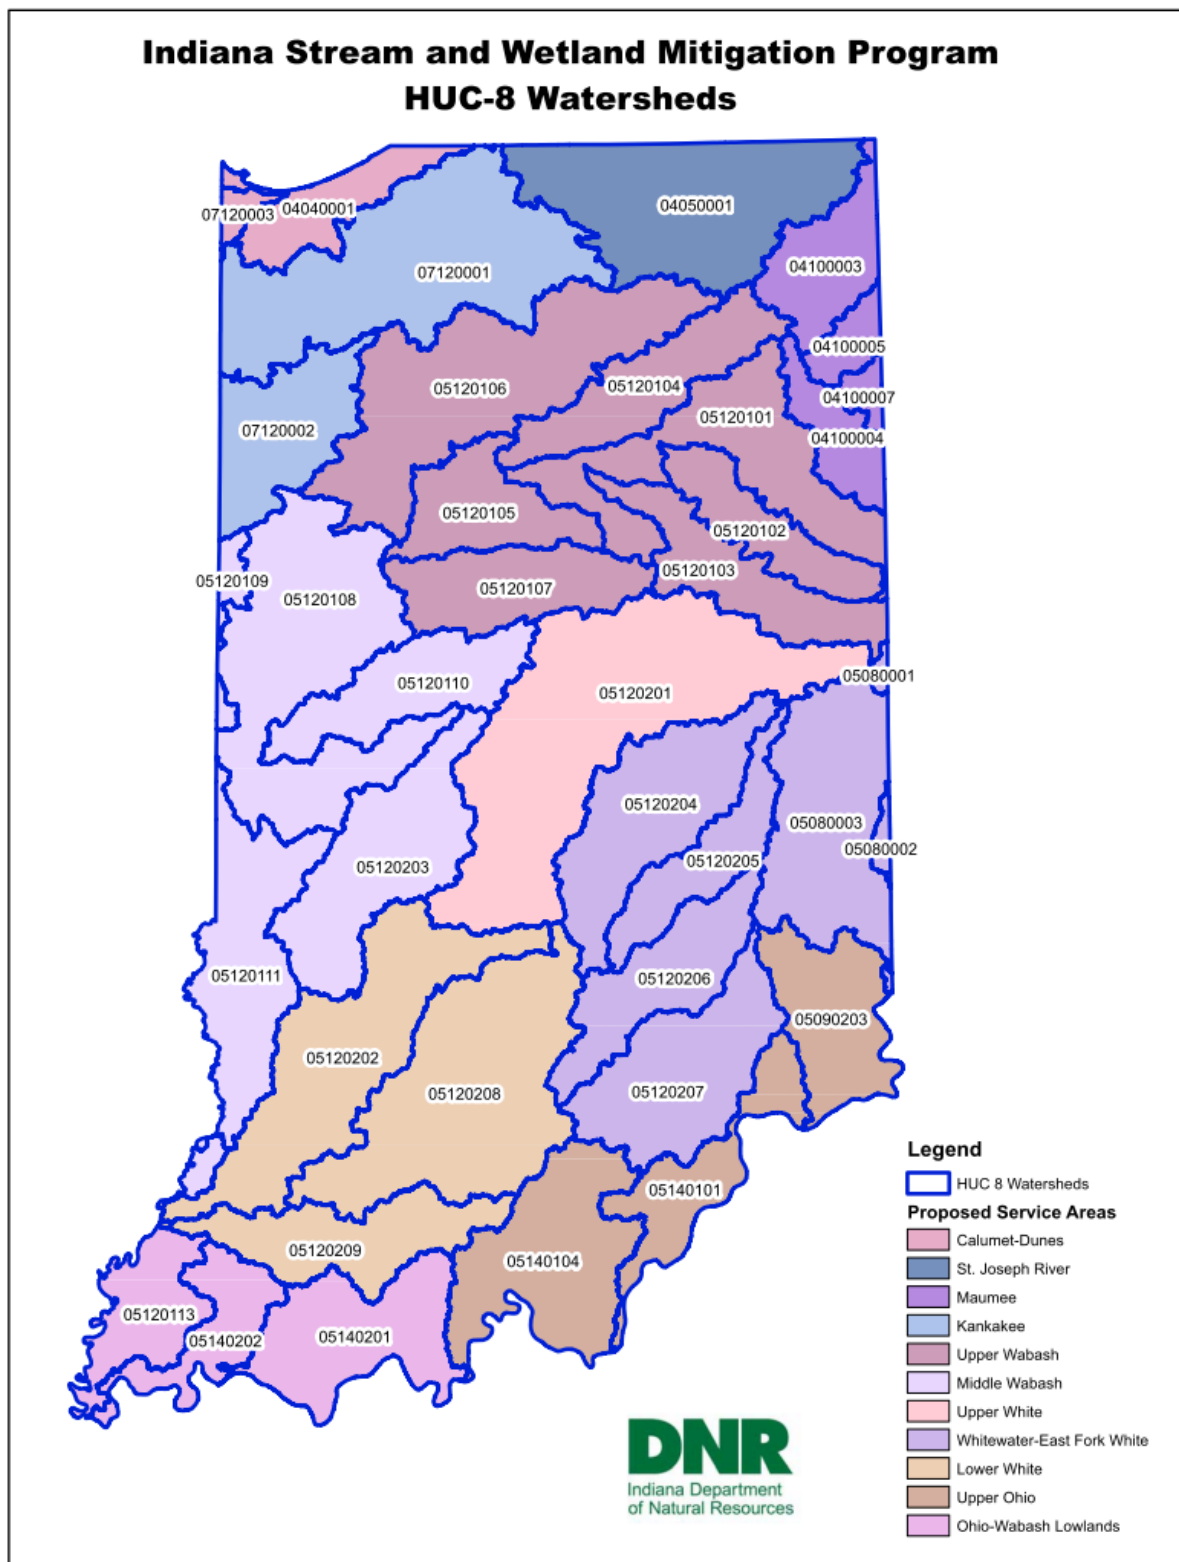 Indiana Stream and Wetland Mitigation Program
HUC-8 Watersheds
07120003
04040001
04050001
07120001
04100003
04100005
05120106
05120104
04100007
05120101
07120002
04100004
05120105
05120102
05120109
05120103
05120108
05120107
05120110
05120201
05080001
05120204
05080003
05080002
05120203
05120205
05120111
05120206
05090203
05120202
05120208
05120207
05140101
05120209
05140104
05120113
05140202
05140201
Legend
HUC 8 Watersheds
Proposed Service Areas
Calumet-Dunes
St. Joseph River
Maumee
Kankakee
Upper Wabash
Middle Wabash
Upper White
Whitewater-East Fork White
Lower White
Upper Ohio
Ohio-Wabash Lowlands
DNR
Indiana Department
of Natural Resources